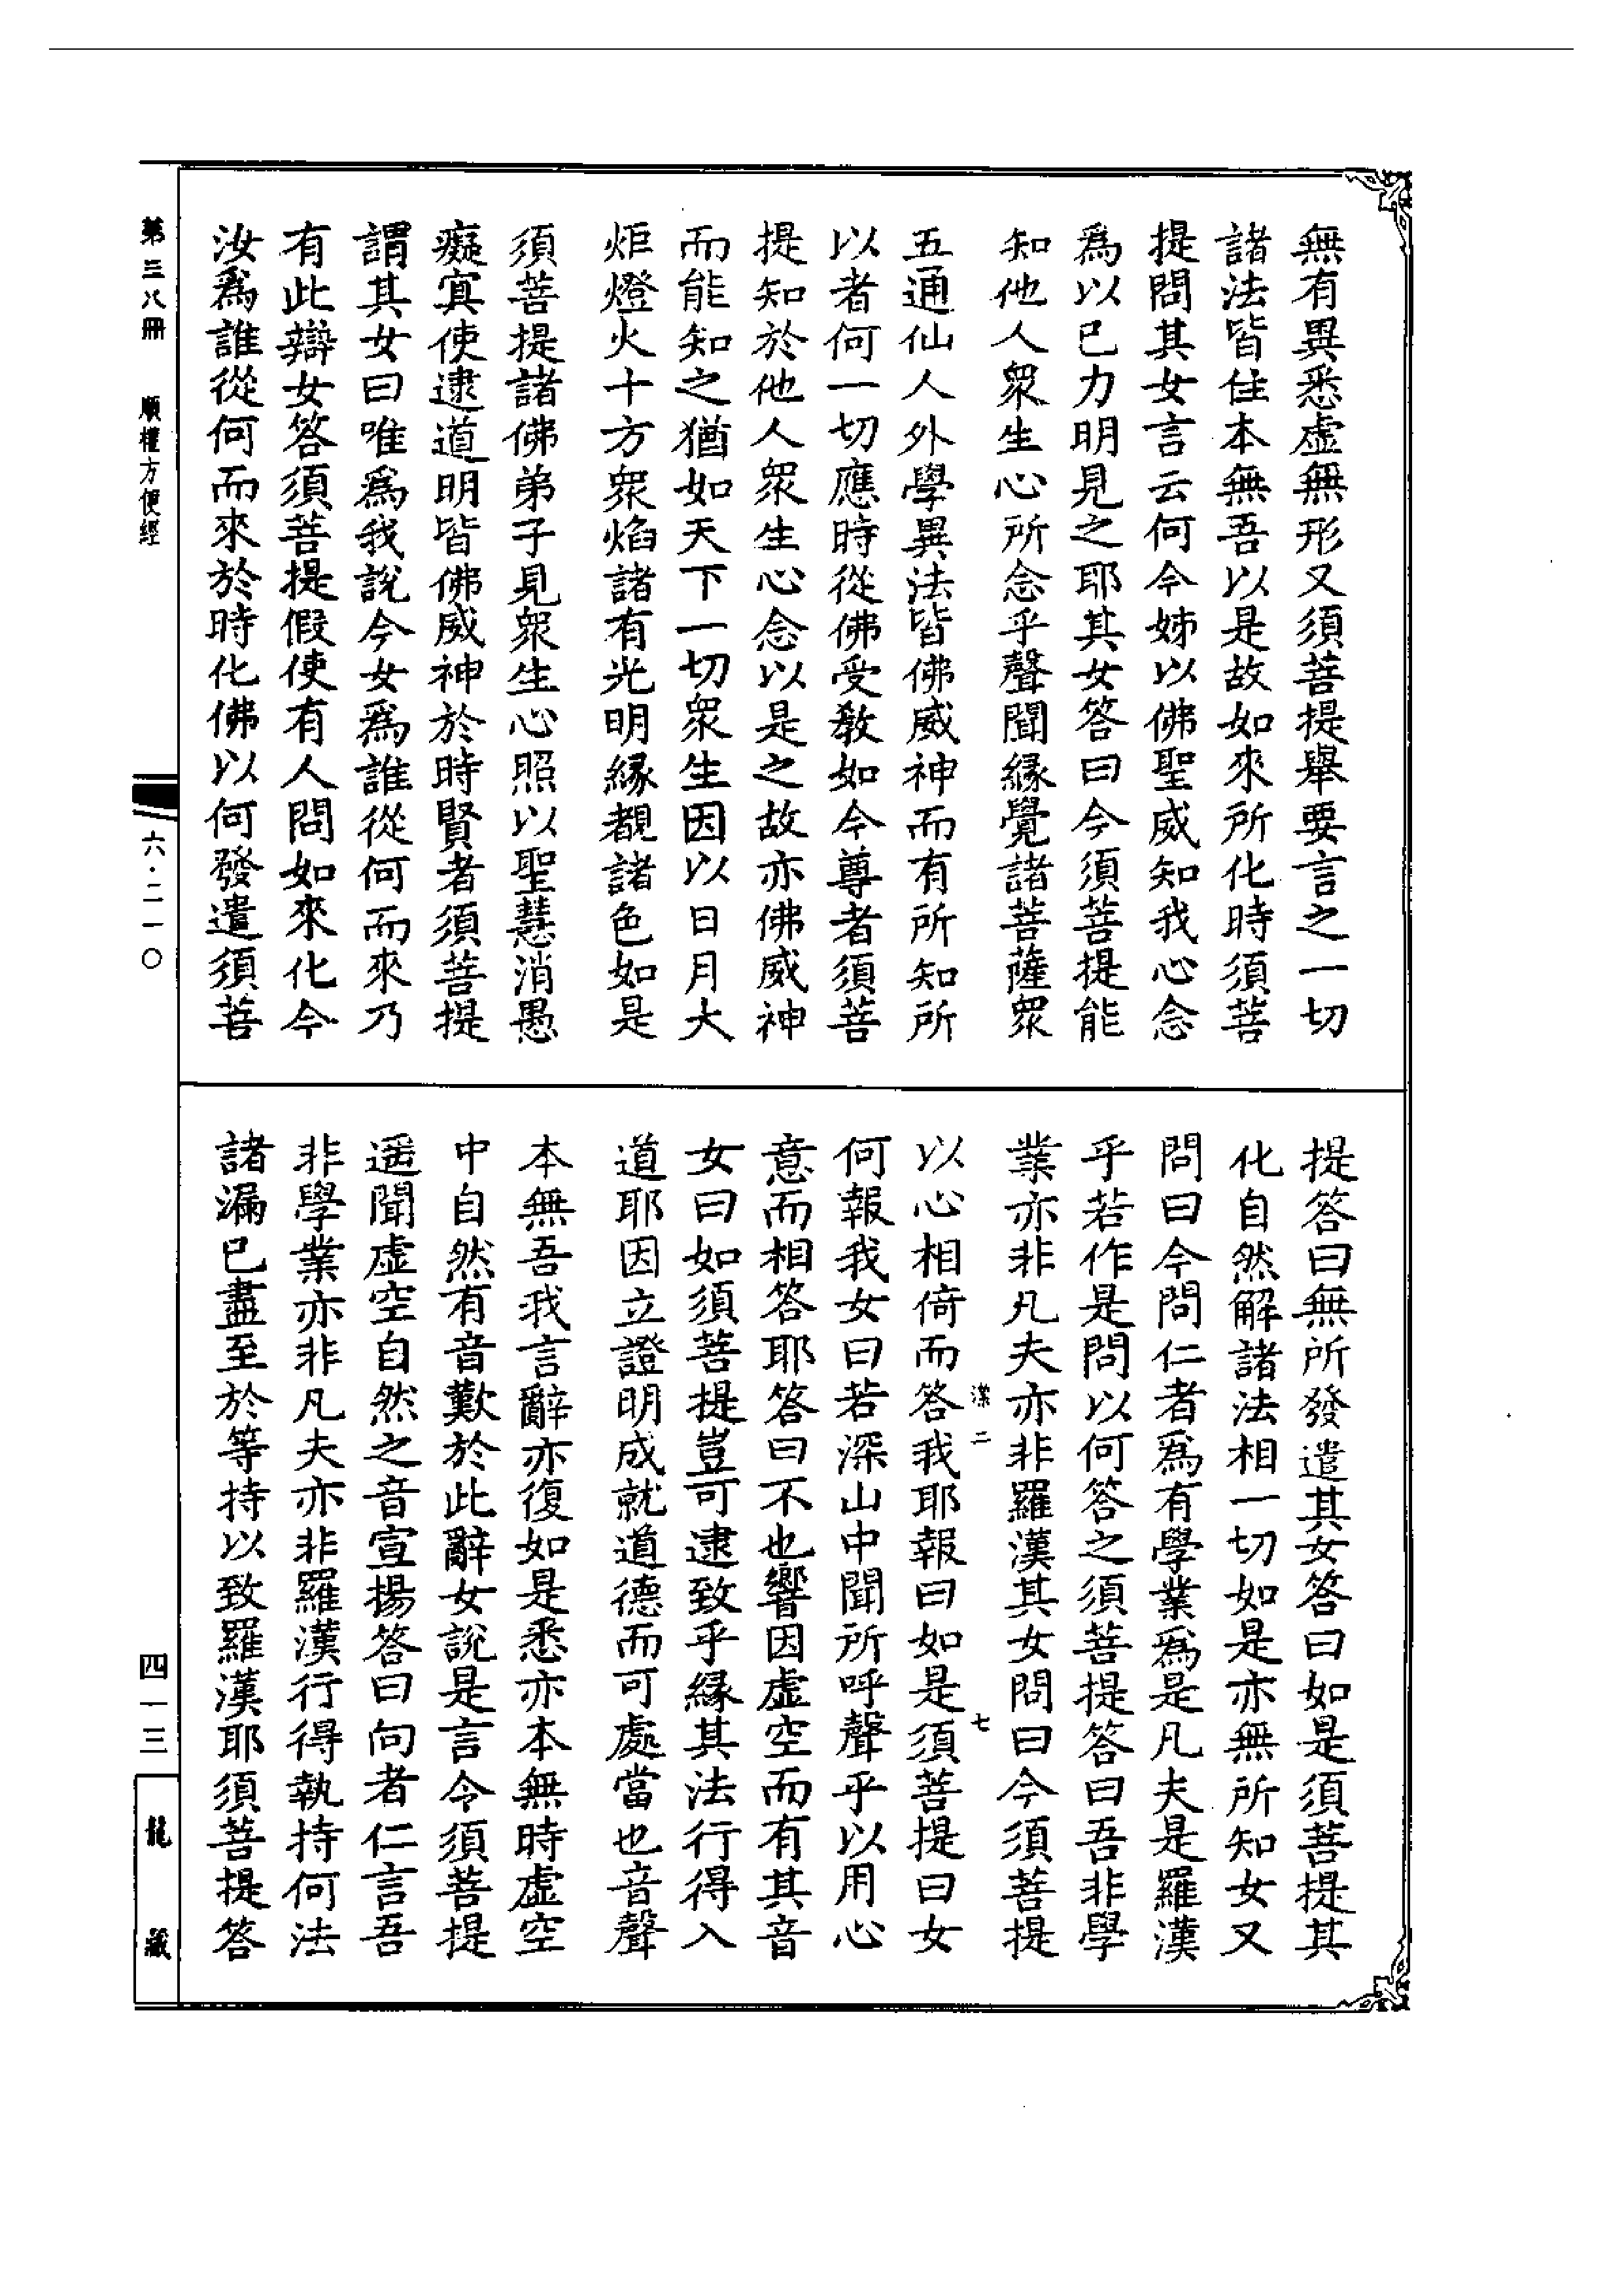 無有異悉虛無形又須菩提舉要言之一切
諸法皆住本無吾以是故如來所化時須菩
提問其女言云何今姊以佛聖威知我心念
為以已力明見之耶其女答曰今須菩提能
知他人衆生心所念乎聲聞緣覺諸菩薩衆
五通仙人外學異法皆佛威神而有所知所
以者何一切應時從佛受教如今尊者須菩
提知於他人衆生心念以是之故亦佛威神
而能知之猶如天下一切衆生因以日月大
炬燈火十方衆焰諸有光明緣覩諸色如是
須菩提諸佛弟子見衆生心照以聖慧消愚
癡冥使逮道明皆佛威神於時賢者須菩提
謂其女曰唯爲我說今女爲誰從何而來乃
有此辯女答須菩提假使有人問如來化今
汝爲誰從何而來於時化佛以何發遣須菩
提答曰無所發遣其女答曰如是須菩提其
化自然解諸法相一切如是亦無所知女又
問曰今問仁者爲有學業爲是凡夫是羅漢
乎若作是問以何答之須菩提答曰吾非學
業亦非凡夫亦非羅漢其女問曰今須菩提
潔二 七
以心相倚而答我耶報曰如是須菩提曰女
何報我女曰若深山中聞所呼聲乎以用心
意而相答耶答曰不也響因虛空而有其音
女曰如須菩提豈可逮致乎緣其法行得入
道耶因立證明成就道德而可處當也音聲
本無吾我言辭亦復如是悉亦本無時虛空
中自然有音歎於此辭女說是言令須菩提
遥聞虛空自然之音宣揚答曰向者仁言吾
非學業亦非凡夫亦非羅漢行得執持何法
諸漏已盡至於等持以致羅漢耶須菩提答
第三八冊 順權方便經
六·二一〇
四一三
龍藏